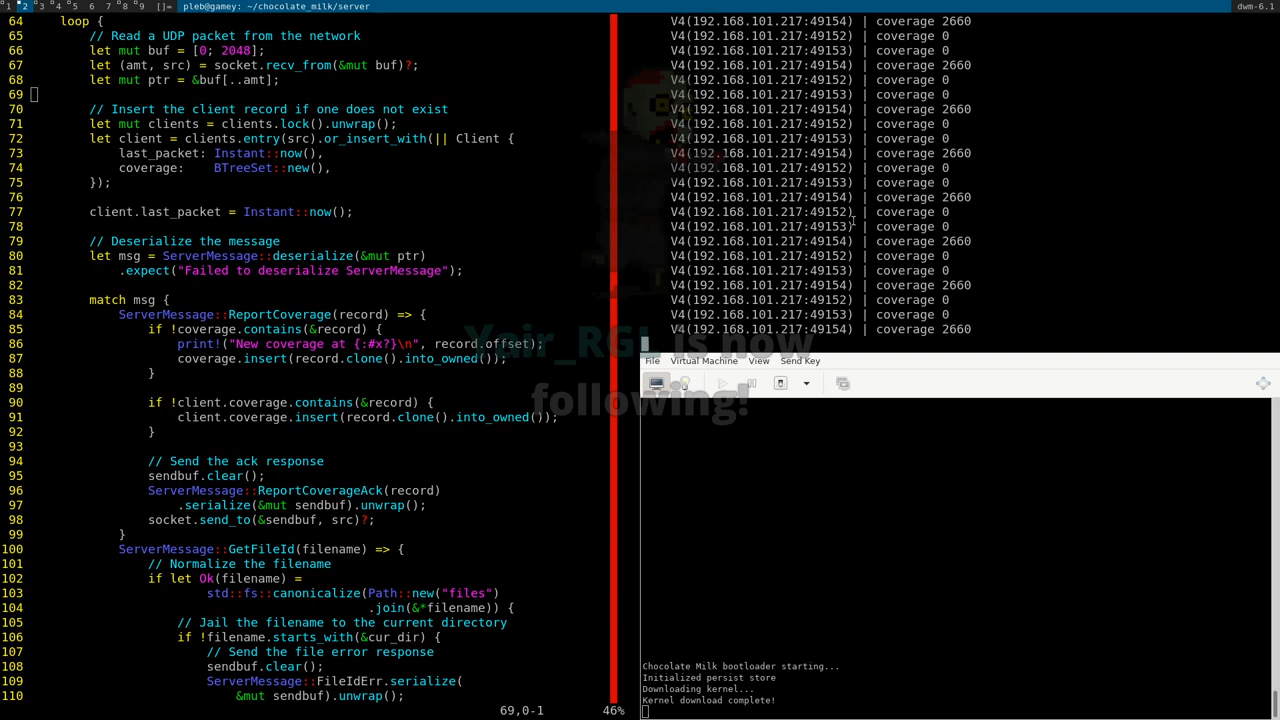 1 2 3 4 5 6 7 8 9 []= pleb@gamey: ~/chocolate_milk/server dwm-6.1
64 loop {
65 // Read a UDP packet from the network
66 let mut buf = [0; 2048];
67 let (amt, src) = socket.recv_from(&mut buf)?;
68 let mut ptr = &buf[..amt];
69
70 // Insert the client record if one does not exist
71 let mut clients = clients.lock().unwrap();
72 let client = clients.entry(src).or_insert_with(|| Client {
73 last_packet: Instant::now(),
74 coverage: BTreeSet::new(),
75 });
76
77 client.last_packet = Instant::now();
78
79 // Deserialize the message
80 let msg = ServerMessage::deserialize(&mut ptr)
81 .expect("Failed to deserialize ServerMessage");
82
83 match msg {
84 ServerMessage::ReportCoverage(record) => {
85 if !coverage.contains(&record) {
86 print!("New coverage at {:#x?}\n", record.offset);
87 coverage.insert(record.clone().into_owned());
88 }
89
90 if !client.coverage.contains(&record) {
91 client.coverage.insert(record.clone().into_owned());
92 }
93
94 // Send the ack response
95 sendbuf.clear();
96 ServerMessage::ReportCoverageAck(record)
97 .serialize(&mut sendbuf).unwrap();
98 socket.send_to(&sendbuf, src)?;
99 }
100 ServerMessage::GetFileId(filename) => {
101 // Normalize the filename
102 if let Ok(filename) =
103 std::fs::canonicalize(Path::new("files")
104 .join(&*filename)) {
105 // Jail the filename to the current directory
106 if !filename.starts_with(&cur_dir) {
107 // Send the file error response
108 sendbuf.clear();
109 ServerMessage::FileIdErr.serialize(
110 &mut sendbuf).unwrap();
69,0-1 46%
V4(192.168.101.217:49154) | coverage 2660
V4(192.168.101.217:49152) | coverage 0
V4(192.168.101.217:49153) | coverage 0
V4(192.168.101.217:49154) | coverage 2660
V4(192.168.101.217:49152) | coverage 0
V4(192.168.101.217:49153) | coverage 0
V4(192.168.101.217:49154) | coverage 2660
V4(192.168.101.217:49152) | coverage 0
V4(192.168.101.217:49153) | coverage 0
V4(192.168.101.217:49154) | coverage 2660
V4(192.168.101.217:49152) | coverage 0
V4(192.168.101.217:49153) | coverage 0
V4(192.168.101.217:49154) | coverage 2660
V4(192.168.101.217:49152) | coverage 0
V4(192.168.101.217:49153) | coverage 0
V4(192.168.101.217:49154) | coverage 2660
V4(192.168.101.217:49152) | coverage 0
V4(192.168.101.217:49153) | coverage 0
V4(192.168.101.217:49154) | coverage 2660
V4(192.168.101.217:49152) | coverage 0
V4(192.168.101.217:49153) | coverage 0
V4(192.168.101.217:49154) | coverage 2660
Yair_RGL is now
following!
File Virtual Machine View Send Key
Chocolate Milk bootloader starting...
Initialized persist store
Downloading kernel...
Kernel download complete!